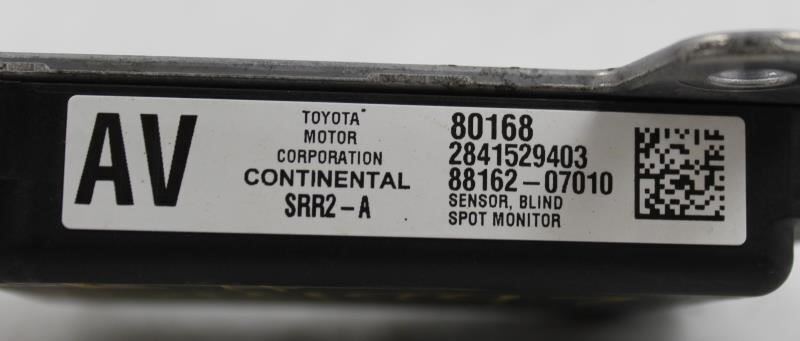 AV
TOYOTA
MOTOR
CORPORATION
CONTINENTAL
SRR2-A
80168
2841529403
88162-07010
SENSOR, BLIND
SPOT MONITOR